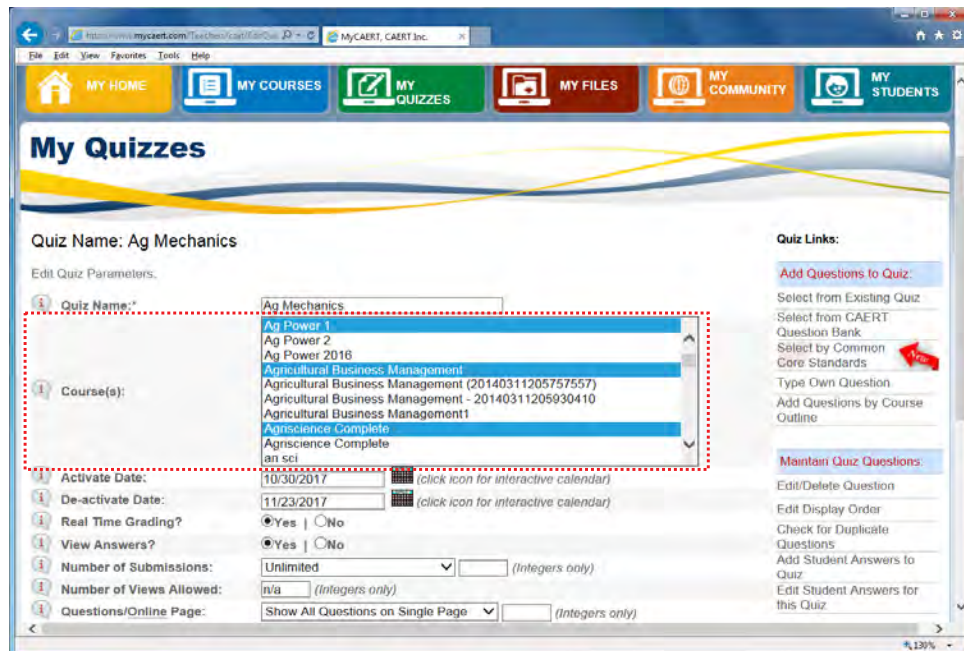 MyCAERT, CAERT Inc.
File Edit View Favorites Tools Help
MY HOME
MY COURSES
MY QUIZZES
MY FILES
MY COMMUNITY
MY STUDENTS
My Quizzes
Quiz Name: Ag Mechanics
Edit Quiz Parameters.
Quiz Name:* Ag Mechanics
Course(s):
Ag Power 1
Ag Power 2
Ag Power 2016
Agricultural Business Management
Agricultural Business Management (20140311205757557)
Agricultural Business Management - 20140311205930410
Agricultural Business Management1
Agriscience Complete
Agriscience Complete
an sci
Activate Date: 10/30/2017 (click icon for interactive calendar)
De-activate Date: 11/23/2017 (click icon for interactive calendar)
Real Time Grading? Yes | No
View Answers? Yes | No
Number of Submissions: Unlimited (Integers only)
Number of Views Allowed: n/a (Integers only)
Questions/Online Page: Show All Questions on Single Page (Integers only)
Quiz Links:
Add Questions to Quiz:
Select from Existing Quiz
Select from CAERT
Question Bank
Select by Common
Core Standards
New
Type Own Question
Add Questions by Course
Outline
Maintain Quiz Questions:
Edit/Delete Question
Edit Display Order
Check for Duplicate
Questions
Add Student Answers to
Quiz
Edit Student Answers for
this Quiz
130%